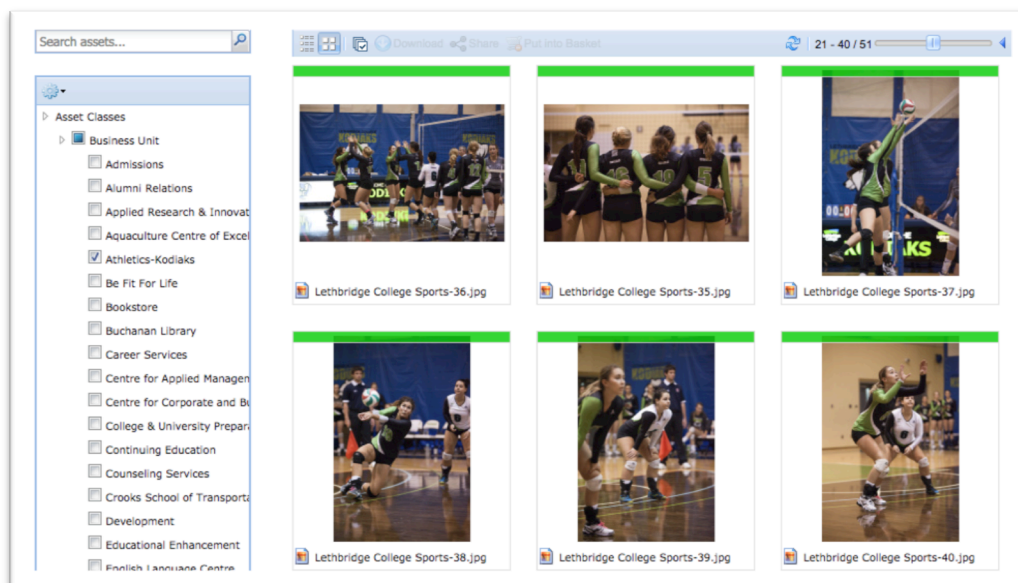 Search assets...
Download Share Put into Basket
21 - 40 / 51
Asset Classes
Business Unit
Admissions
Alumni Relations
Applied Research & Innovat
Aquaculture Centre of Excel
Athletics-Kodiaks
Be Fit For Life
Bookstore
Buchanan Library
Career Services
Centre for Applied Managen
Centre for Corporate and Bu
College & University Prepara
Continuing Education
Counseling Services
Crooks School of Transporta
Development
Educational Enhancement
English Language Centre
KODIAKS
Lethbridge College Sports-36.jpg
Lethbridge College Sports-35.jpg
Lethbridge College Sports-37.jpg
Lethbridge College Sports-38.jpg
Lethbridge College Sports-39.jpg
Lethbridge College Sports-40.jpg